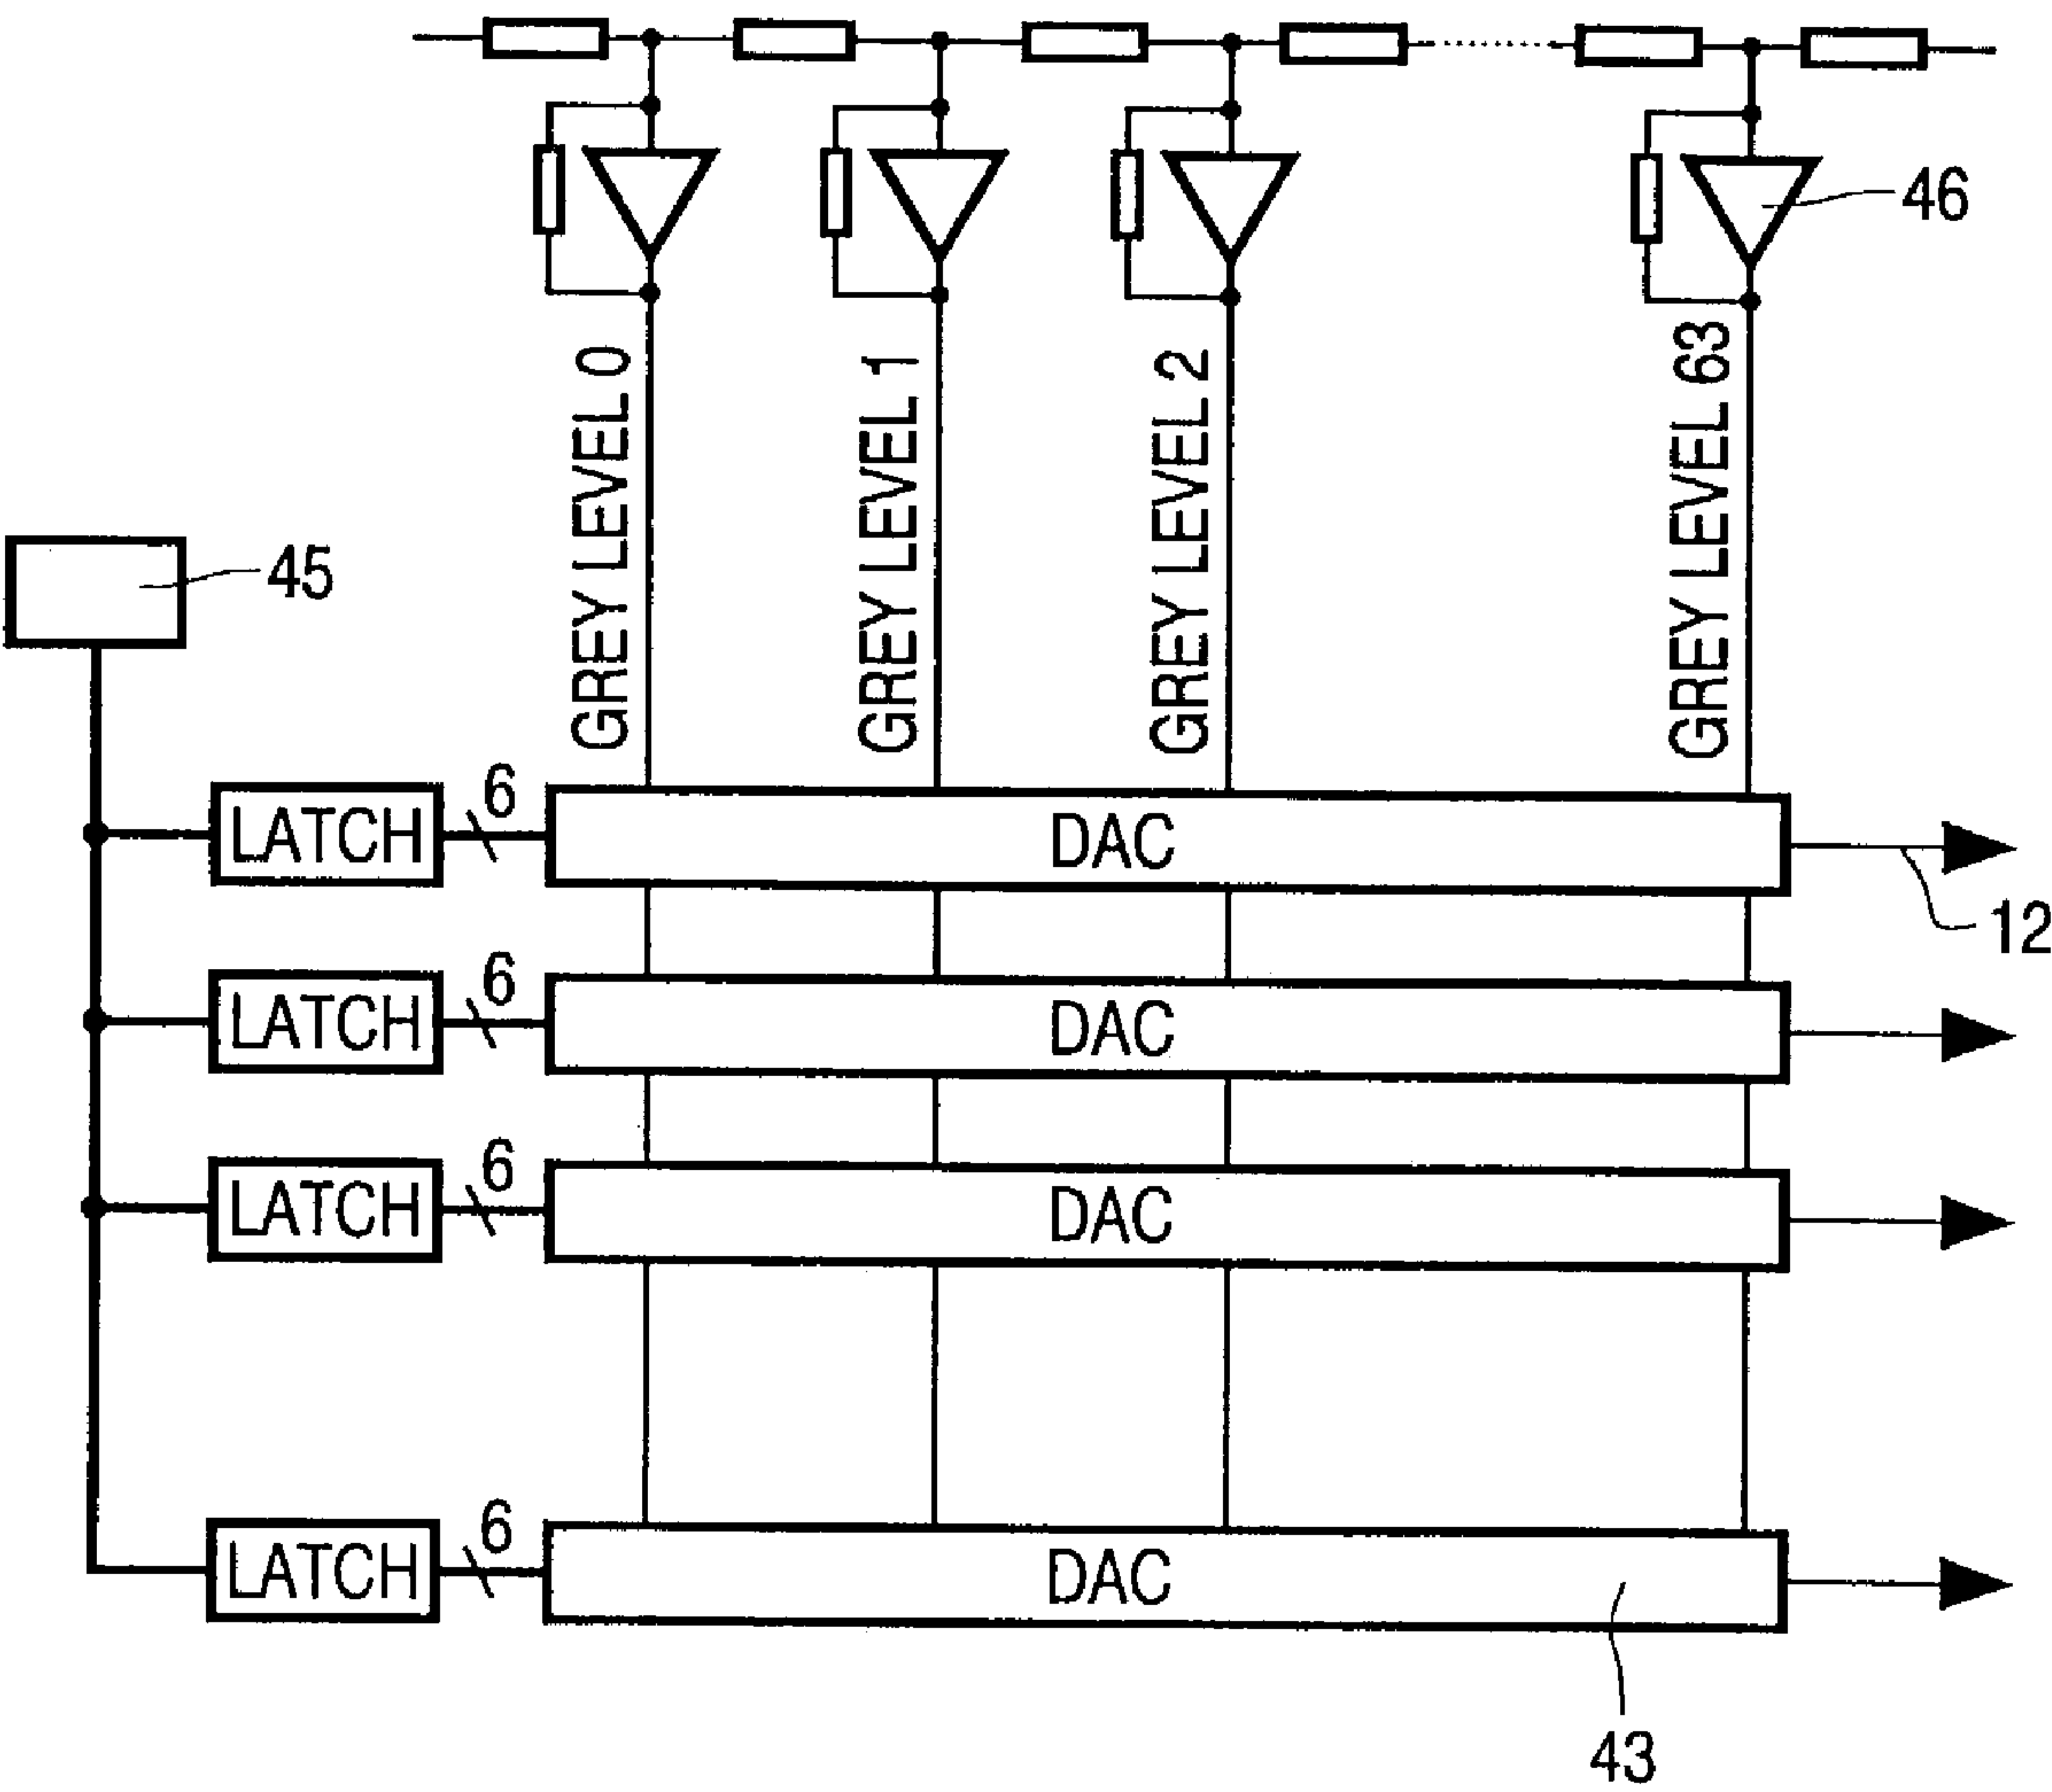 46
GREY LEVEL 0
GREY LEVEL 1
GREY LEVEL 2
GREY LEVEL 63
45
LATCH
6
DAC
12
LATCH
6
DAC
LATCH
6
DAC
LATCH
6
DAC
43